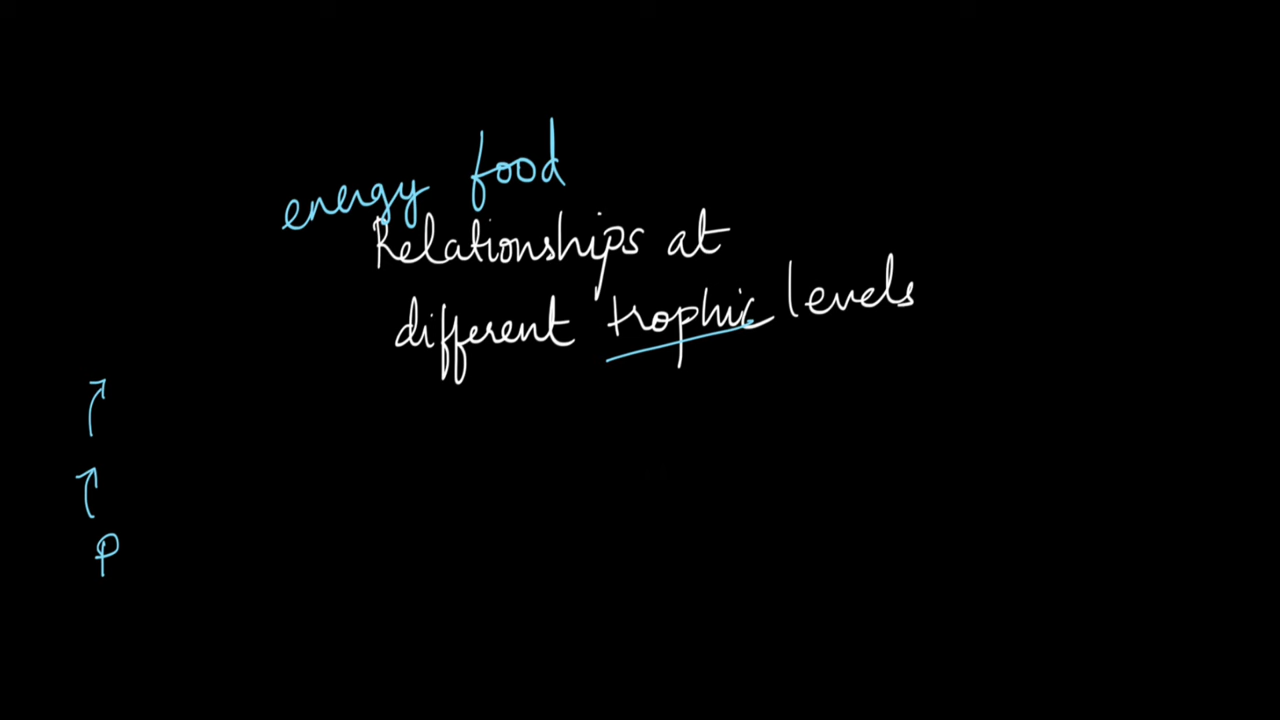 energy food
Relationships at
different trophic levels
P